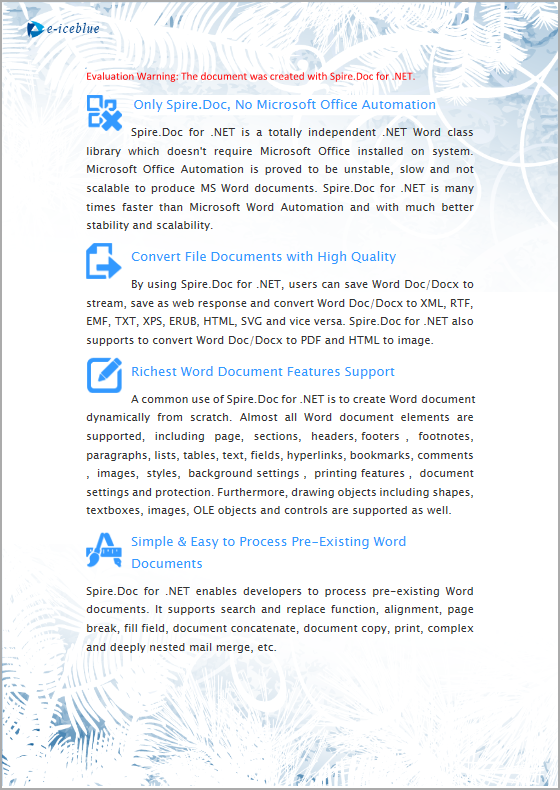 e-iceblue
Evaluation Warning: The document was created with Spire.Doc for .NET.
Only Spire.Doc, No Microsoft Office Automation
Spire.Doc for .NET is a totally independent .NET Word class
library which doesn't require Microsoft Office installed on system.
Microsoft Office Automation is proved to be unstable, slow and not
scalable to produce MS Word documents. Spire.Doc for .NET is many
times faster than Microsoft Word Automation and with much better
stability and scalability.
Convert File Documents with High Quality
By using Spire.Doc for .NET, users can save Word Doc/Docx to
stream, save as web response and convert Word Doc/Docx to XML, RTF,
EMF, TXT, XPS, ERUB, HTML, SVG and vice versa. Spire.Doc for .NET also
supports to convert Word Doc/Docx to PDF and HTML to image.
Richest Word Document Features Support
A common use of Spire.Doc for .NET is to create Word document
dynamically from scratch. Almost all Word document elements are
supported, including page, sections, headers, footers , footnotes,
paragraphs, lists, tables, text, fields, hyperlinks, bookmarks, comments
, images, styles, background settings , printing features , document
settings and protection. Furthermore, drawing objects including shapes,
textboxes, images, OLE objects and controls are supported as well.
Simple & Easy to Process Pre-Existing Word
Documents
Spire.Doc for .NET enables developers to process pre-existing Word
documents. It supports search and replace function, alignment, page
break, fill field, document concatenate, document copy, print, complex
and deeply nested mail merge, etc.